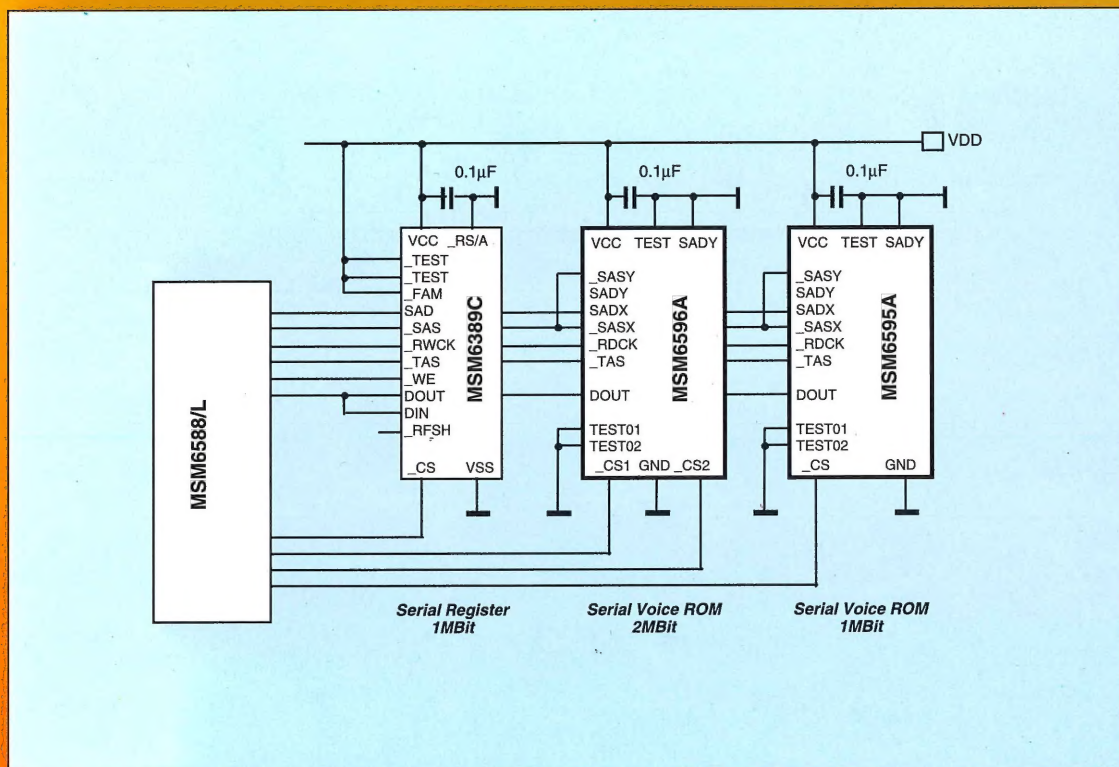 VDD
0.1µF
0.1µF
0.1µF
MSM6588/L
VCC _RS/A
_TEST
_TEST
_FAM
SAD
_SAS
_RWCK
_TAS
_WE
DOUT
DIN
_RFSH
_CS VSS
MSM6389C
VCC TEST SADY
_SASY
SADY
SADX
_SASX
_RDCK
_TAS
DOUT
TEST01
TEST02
_CS1 GND _CS2
MSM6596A
VCC TEST SADY
_SASY
SADY
SADX
_SASX
_RDCK
_TAS
DOUT
TEST01
TEST02
_CS GND
MSM6595A
Serial Register
1MBit
Serial Voice ROM
2MBit
Serial Voice ROM
1MBit